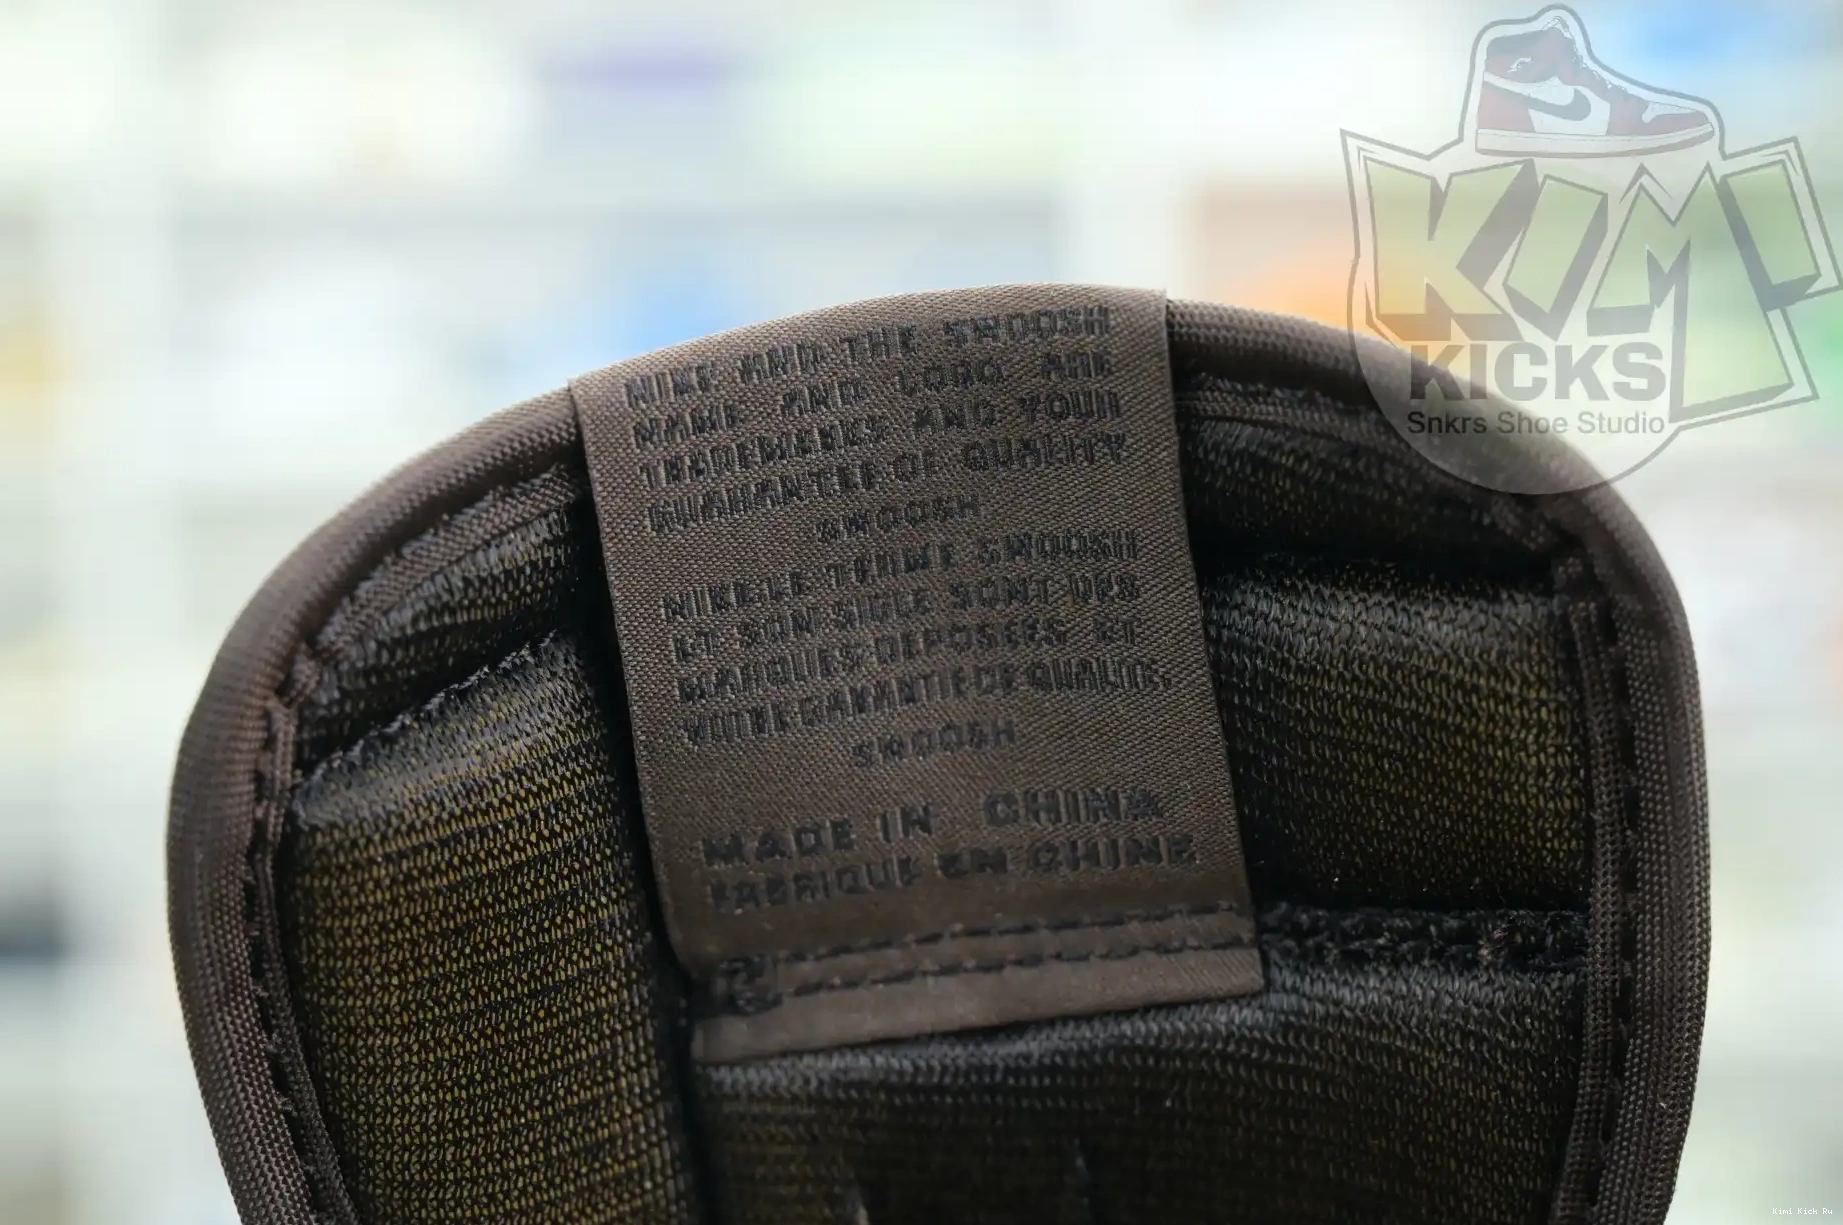 NIKE AND THE SWOOSH
NAME AND LOGO ARE
TRADEMARKS AND YOUR
GUARANTEE OF QUALITY
SWOOSH
NIKE LE TERME SWOOSH
ET SON SIGLE SONT DES
MARQUES DEPOSEES ET
VOTRE GARANTIE DE QUALITE.
SWOOSH
MADE IN CHINA
FABRIQUE EN CHINE
KIMI
KICKS
Snkrs Shoe Studio
Kimi Kick Ru